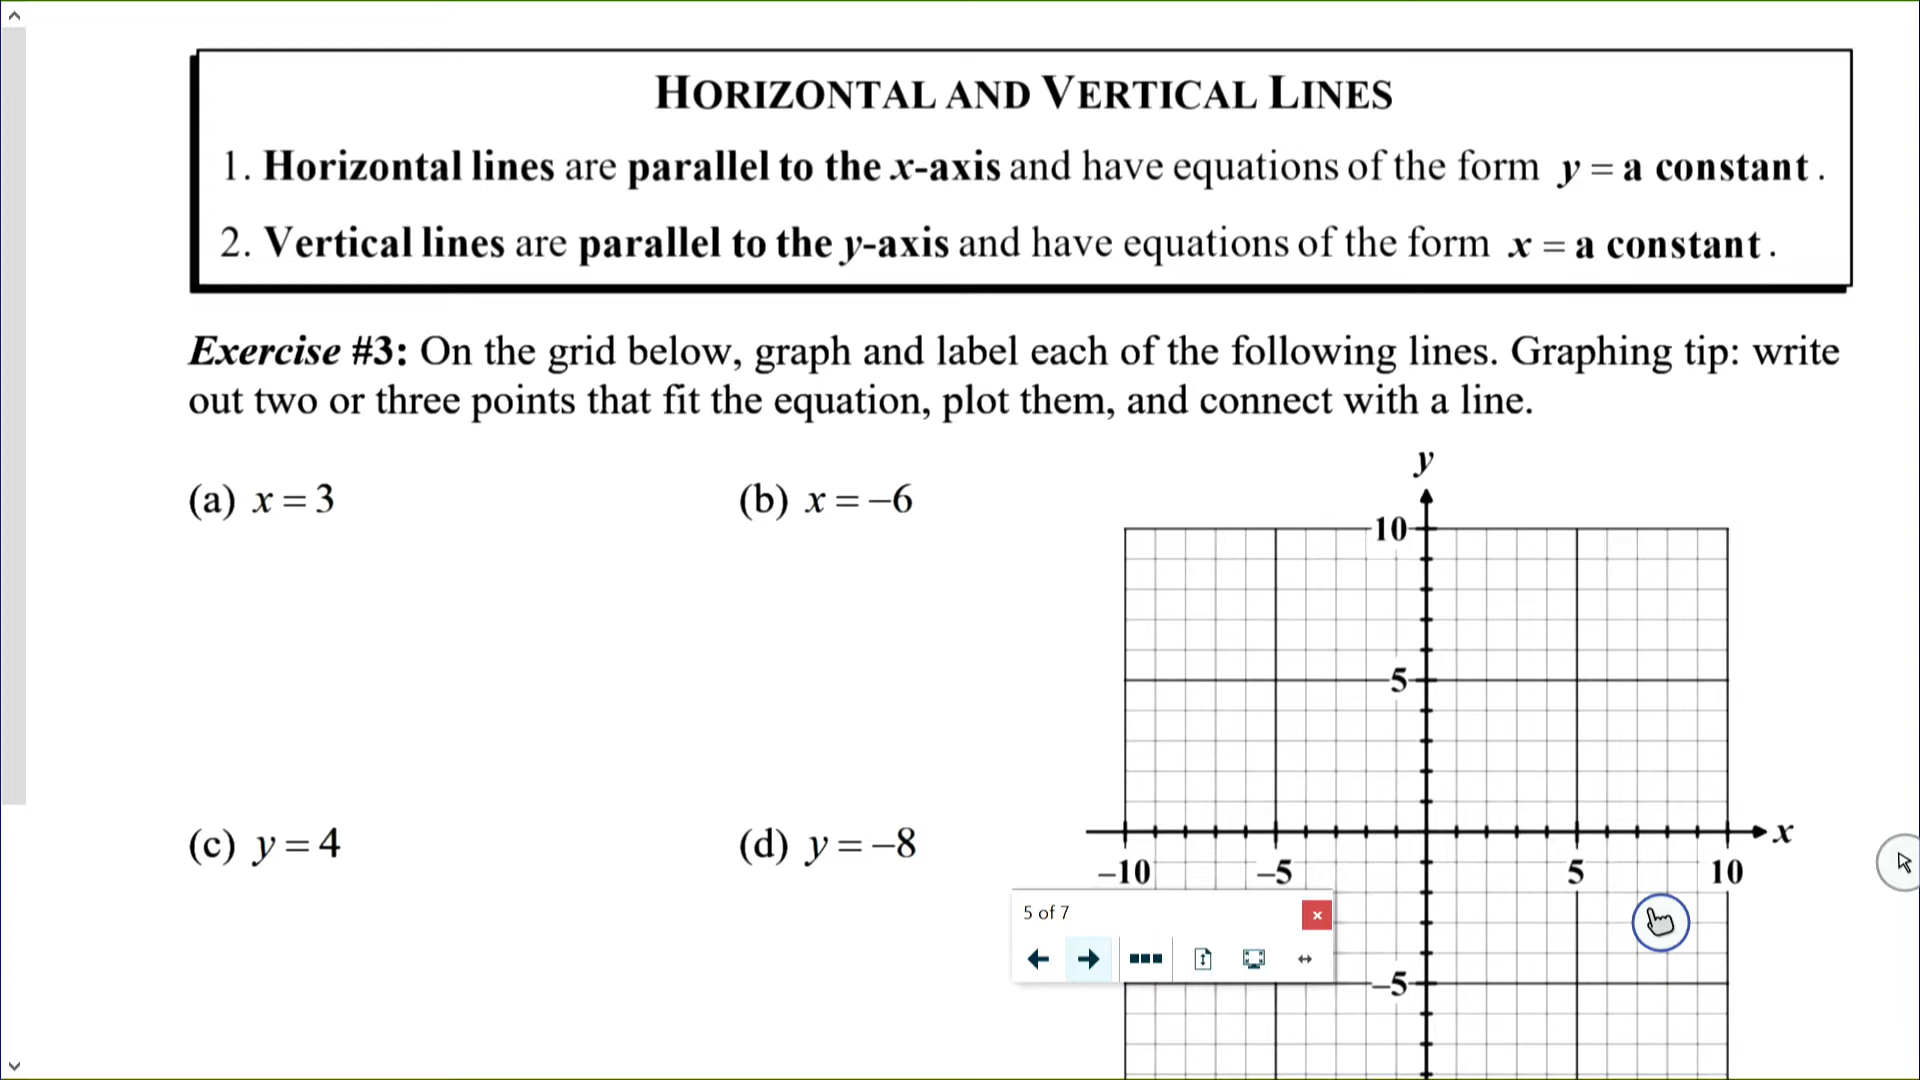 HORIZONTAL AND VERTICAL LINES
1. Horizontal lines are parallel to the x-axis and have equations of the form y = a constant.
2. Vertical lines are parallel to the y-axis and have equations of the form x = a constant.
Exercise #3: On the grid below, graph and label each of the following lines. Graphing tip: write
out two or three points that fit the equation, plot them, and connect with a line.
(a) x = 3
(b) x = −6
(c) y = 4
(d) y = −8
y
10
5
x
−10
−5
5
10
−5
5 of 7